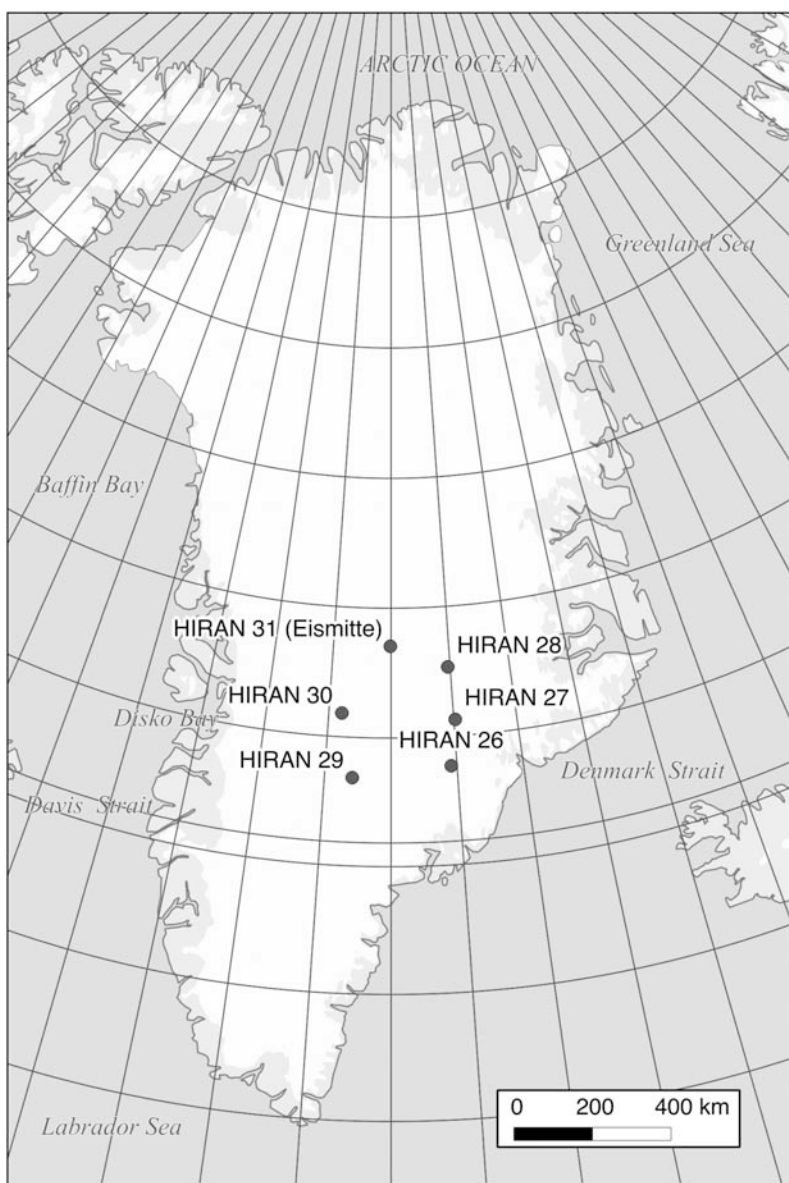 ARCTIC OCEAN
Greenland Sea
Baffin Bay
HIRAN 31 (Eismitte)
HIRAN 28
HIRAN 30
HIRAN 27
Disko Bay
HIRAN 26
HIRAN 29
Denmark Strait
Davis Strait
0 200 400 km
Labrador Sea